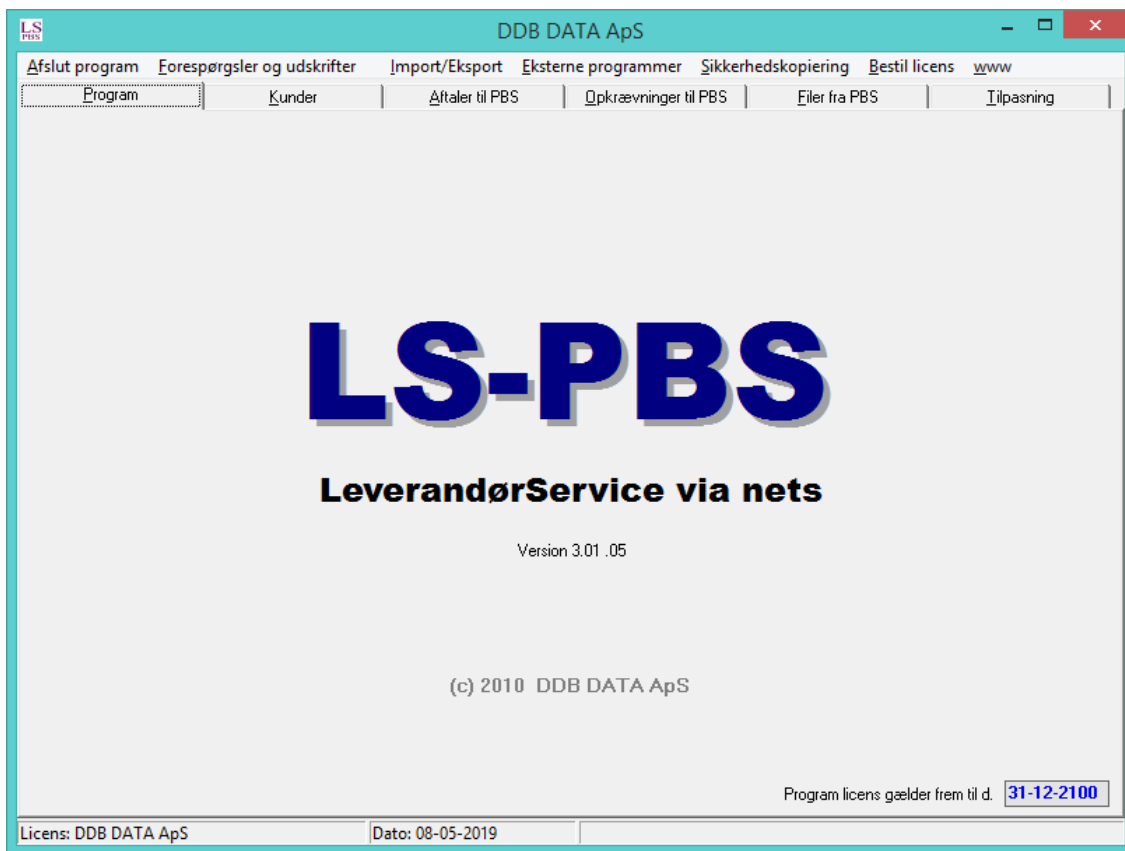 LS
PBS
DDB DATA ApS
Afslut program Forespørgsler og udskrifter Import/Eksport Eksterne programmer Sikkerhedskopiering Bestil licens www
Program Kunder Aftaler til PBS Opkrævninger til PBS Filer fra PBS Tilpasning
LS-PBS
LeverandørService via nets
Version 3.01 .05
(c) 2010 DDB DATA ApS
Program licens gælder frem til d. 31-12-2100
Licens: DDB DATA ApS Dato: 08-05-2019